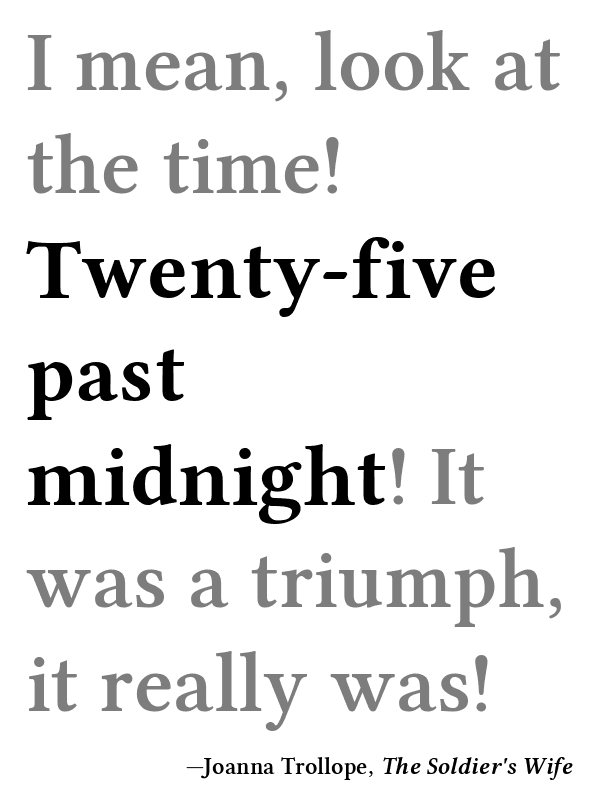 I mean, look at
the time!
Twenty-five
past
midnight! It
was a triumph,
it really was!
—Joanna Trollope, The Soldier's Wife